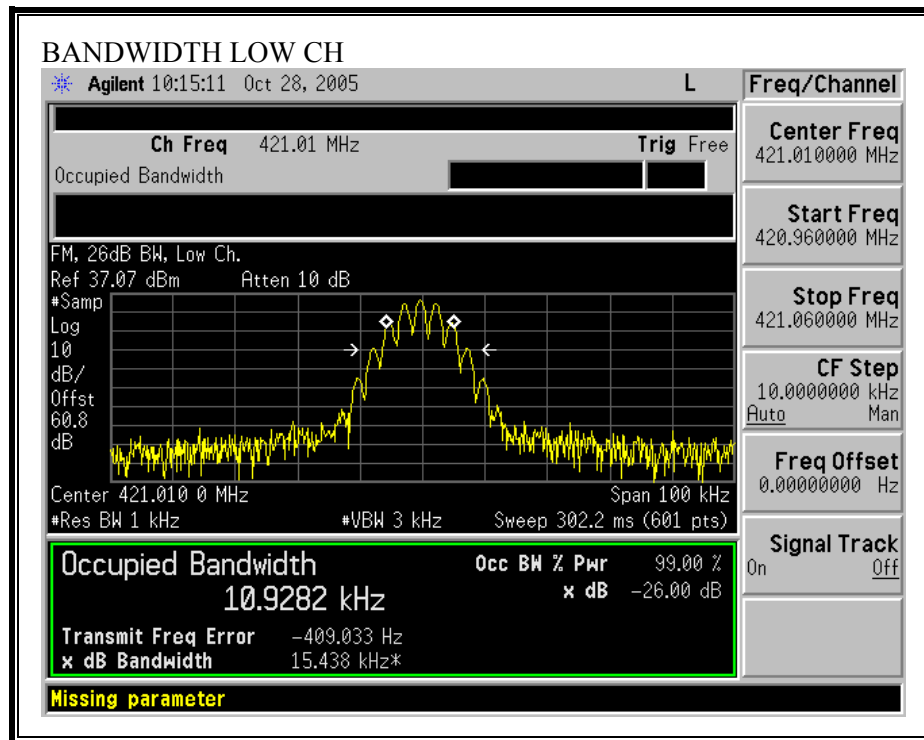 BANDWIDTH LOW CH
Agilent 10:15:11 Oct 28, 2005 L
Freq/Channel
Ch Freq 421.01 MHz Trig Free
Occupied Bandwidth
Center Freq
421.010000 MHz
Start Freq
420.960000 MHz
Stop Freq
421.060000 MHz
CF Step
10.0000000 kHz
Auto Man
Freq Offset
0.00000000 Hz
Signal Track
On Off
FM, 26dB BW, Low Ch.
Ref 37.07 dBm Atten 10 dB
#Samp
Log
10
dB/
Offst
60.8
dB
Center 421.010 0 MHz Span 100 kHz
#Res BW 1 kHz #VBW 3 kHz Sweep 302.2 ms (601 pts)
Occupied Bandwidth Occ BW % Pwr 99.00 %
10.9282 kHz x dB -26.00 dB
Transmit Freq Error -409.033 Hz
x dB Bandwidth 15.438 kHz*
Missing parameter